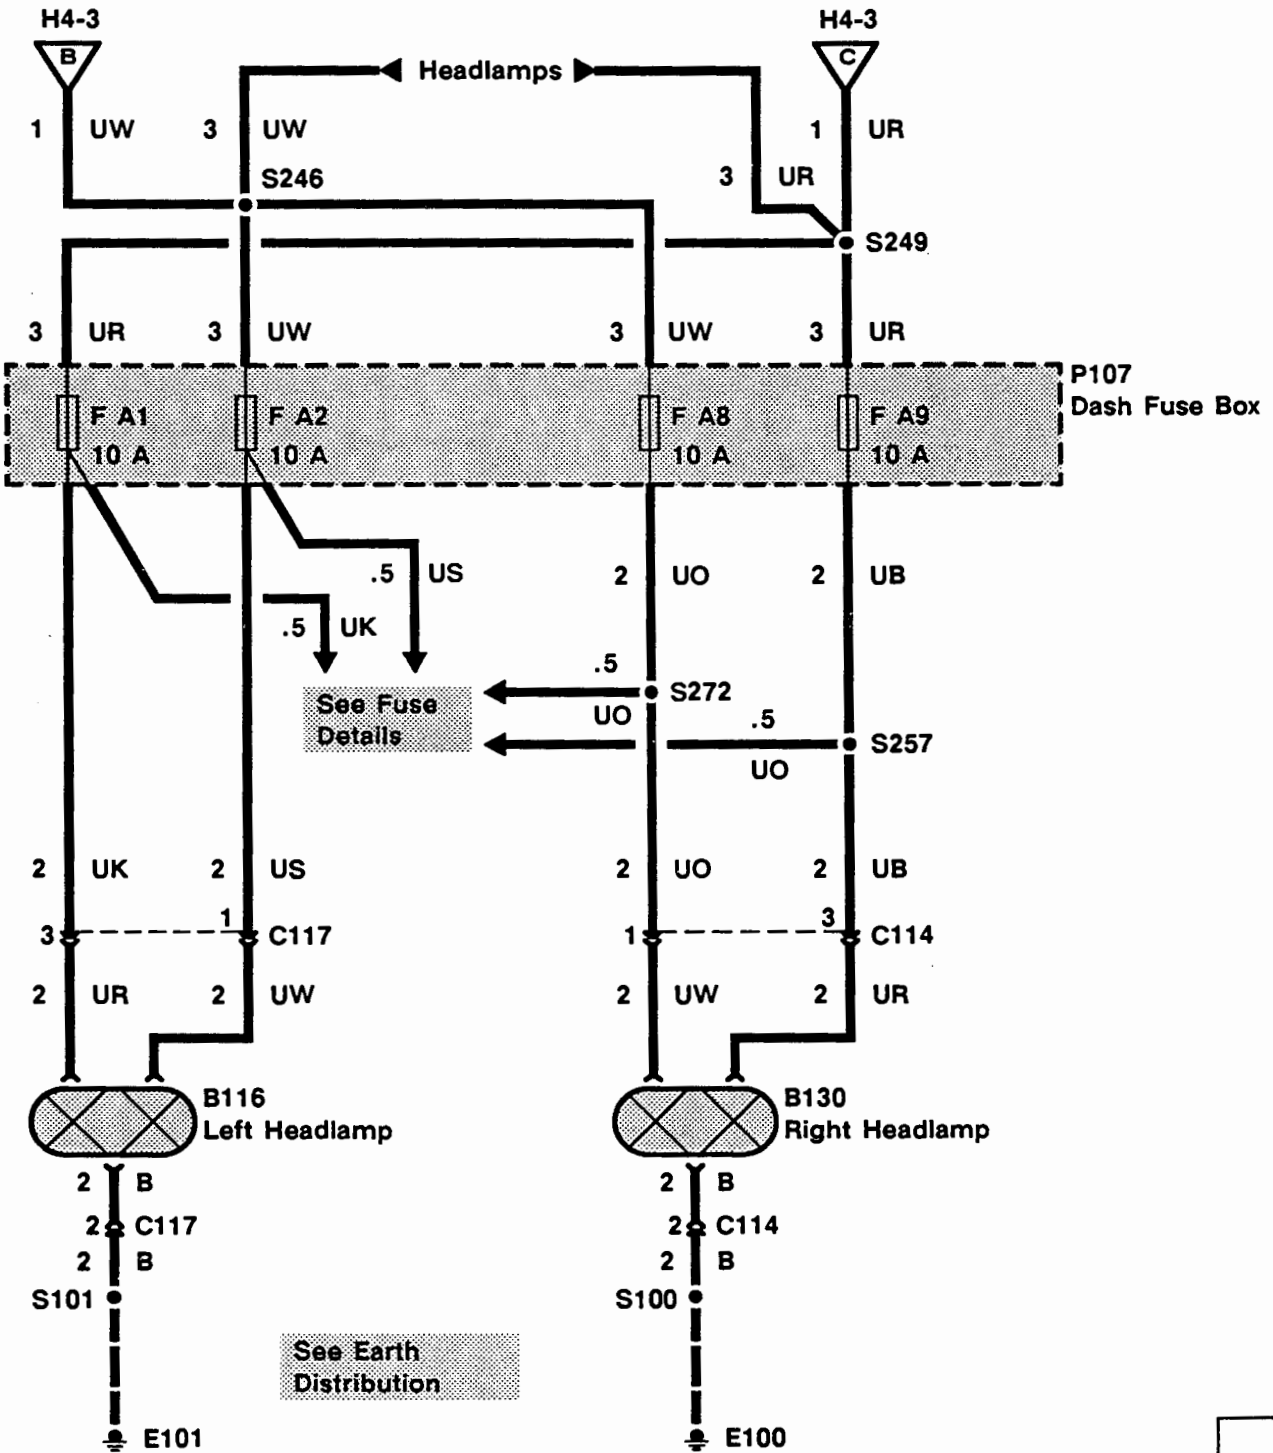 H4-3 H4-3
B Headlamps C
1 UW 3 UW 1 UR
3 UR
S246
S249
3 UR 3 UW 3 UW 3 UR
P107
Dash Fuse Box
F A1 F A2 F A8 F A9
10 A 10 A 10 A 10 A
.5 US 2 UO 2 UB
.5 UK
.5
S272
See Fuse
Details
UO .5
S257
UO
2 UK 2 US 2 UO 2 UB
1 3
3 C117 1 C114
2 UR 2 UW 2 UW 2 UR
B116 B130
Left Headlamp Right Headlamp
2 B 2 B
2 C117 2 C114
2 B 2 B
S101 S100
See Earth
Distribution
E101 E100